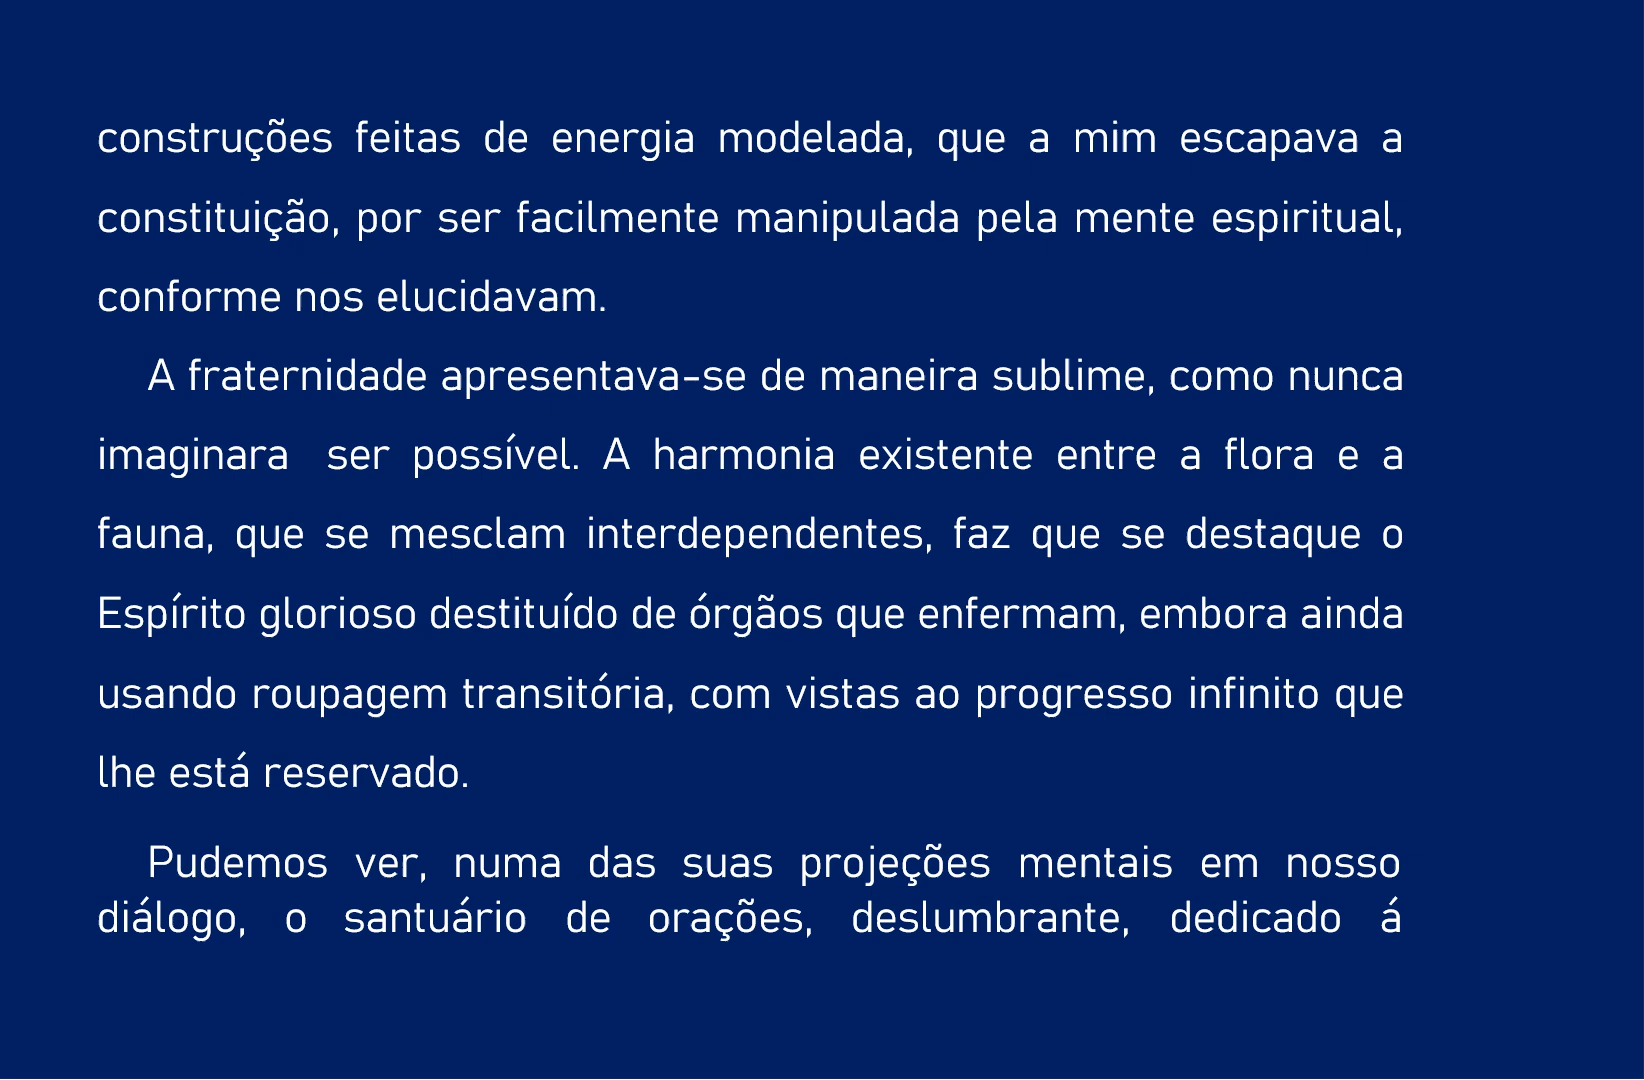 construções feitas de energia modelada, que a mim escapava a
constituição, por ser facilmente manipulada pela mente espiritual,
conforme nos elucidavam.
A fraternidade apresentava-se de maneira sublime, como nunca
imaginara  ser possível. A harmonia existente entre a flora e a
fauna, que se mesclam interdependentes, faz que se destaque o
Espírito glorioso destituído de órgãos que enfermam, embora ainda
usando roupagem transitória, com vistas ao progresso infinito que
lhe está reservado.
Pudemos ver, numa das suas projeções mentais em nosso
diálogo, o santuário de orações, deslumbrante, dedicado á